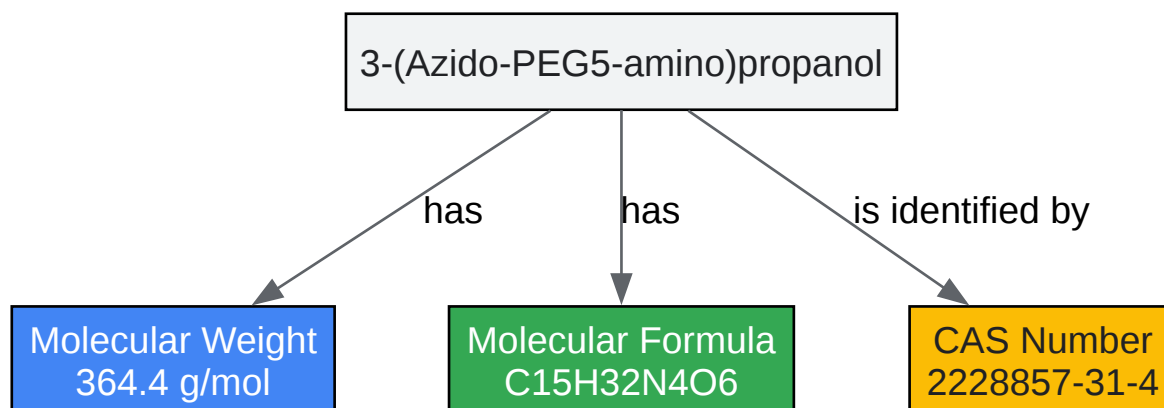 3-(Azido-PEG5-amino)propanol
has
has
is identified by
Molecular Weight
364.4 g/mol
Molecular Formula
C15H32N4O6
CAS Number
2228857-31-4